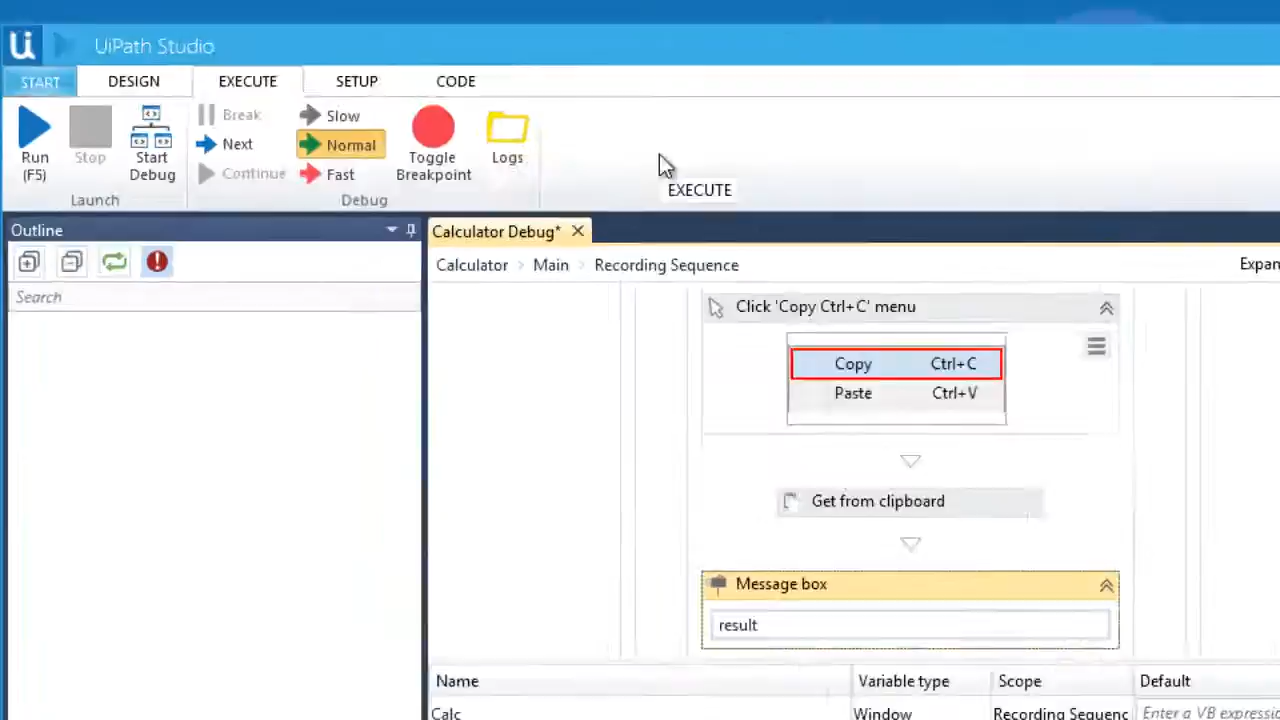 Ui UiPath Studio
START DESIGN EXECUTE SETUP CODE
Run (F5)
Stop
Start Debug
Launch
Break
Next
Continue
Slow
Normal
Fast
Toggle Breakpoint
Logs
Debug
EXECUTE
Outline
Search
Calculator Debug*
Calculator Main Recording Sequence
Expan
Click 'Copy Ctrl+C' menu
Copy Ctrl+C
Paste Ctrl+V
Get from clipboard
Message box
result
Name Variable type Scope Default
Calc Window Recording Sequenc Enter a VB expressio